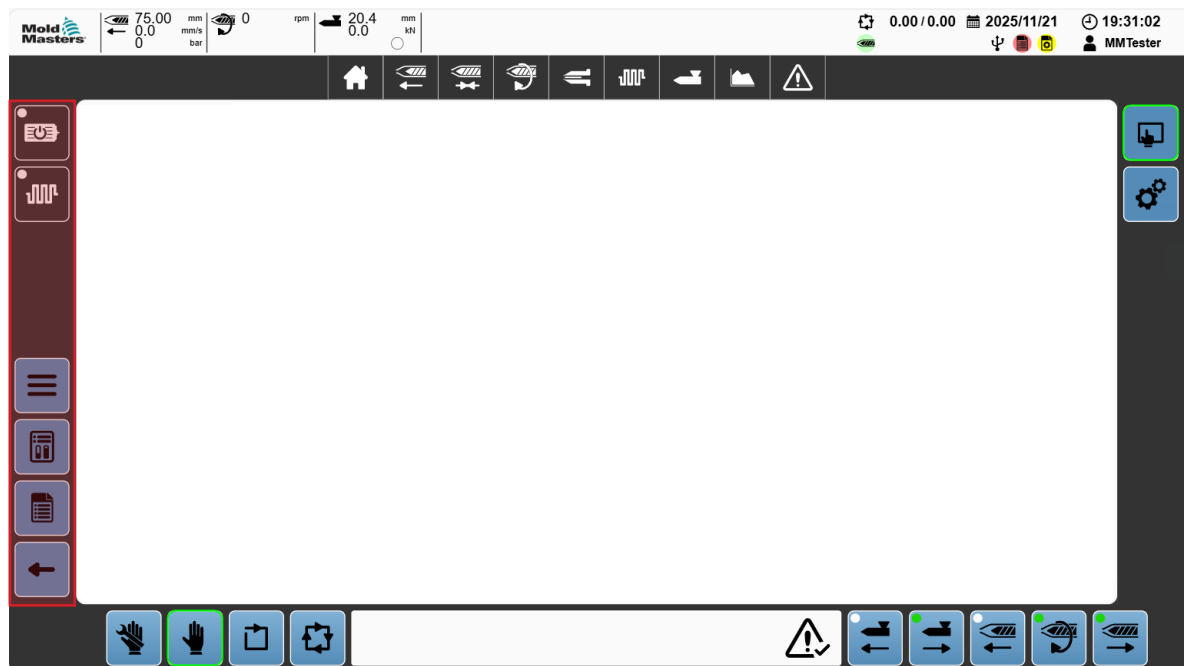 Mold
Masters
75.00 mm
0.0 mm/s
0 bar
0 rpm
20.4 mm
0.0 kN
0.00 / 0.00
2025/11/21
19:31:02
MMTester